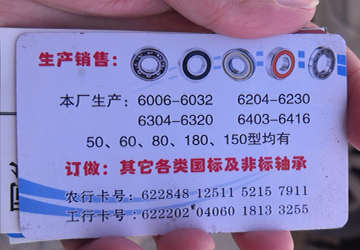 生产销售：
本厂生产：6006-6032 6204-6230
6304-6320 6403-6416
50、60、80、180、150型均有
订做：其它各类国标及非标轴承
农行卡号：622848 12511 5215 7911
工行卡号：622202 04060 1813 3255